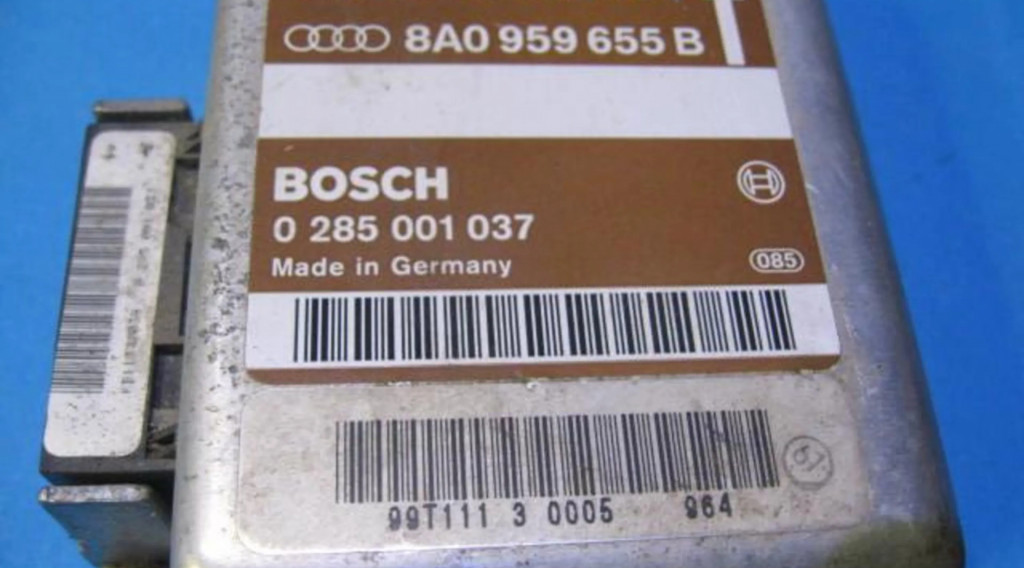 8A0 959 655 B
BOSCH
0 285 001 037
Made in Germany
085
99T111 3 0005 964